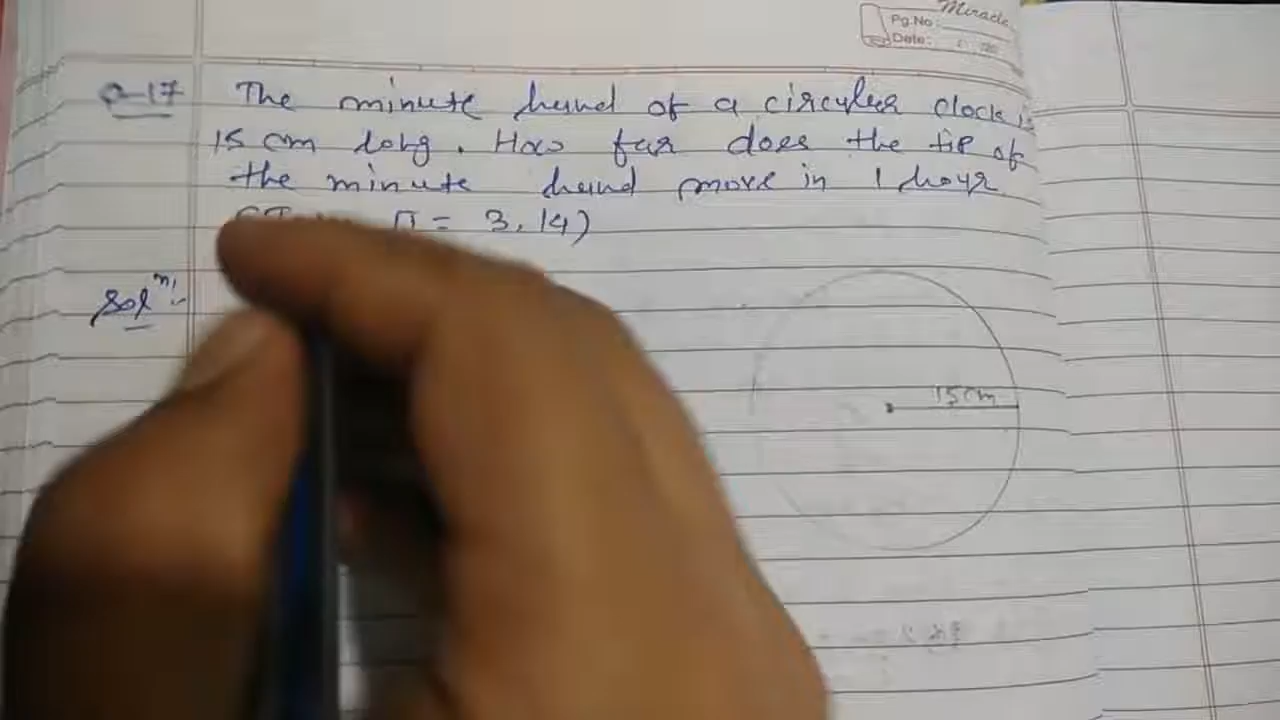 Miracle
Pg.No:
Date:
Q-17 The minute hand of a circular clock is
15 cm long. How far does the tip of
the minute hand move in 1 hour
π = 3.14)
Solⁿ:-
15cm